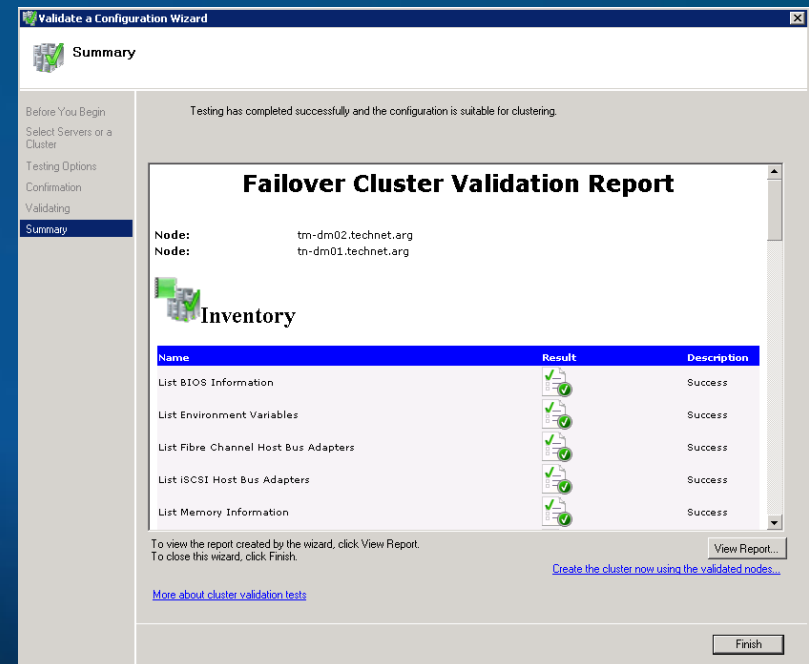 Validate a Configuration Wizard
Summary
Before You Begin
Select Servers or a
Cluster
Testing Options
Confirmation
Validating
Summary
Testing has completed successfully and the configuration is suitable for clustering.
Failover Cluster Validation Report
Node: tm-dm02.technet.arg
Node: tn-dm01.technet.arg
Inventory
Name Result Description
List BIOS Information Success
List Environment Variables Success
List Fibre Channel Host Bus Adapters Success
List iSCSI Host Bus Adapters Success
List Memory Information Success
To view the report created by the wizard, click View Report.
To close this wizard, click Finish.
View Report...
Create the cluster now using the validated nodes...
More about cluster validation tests
Finish